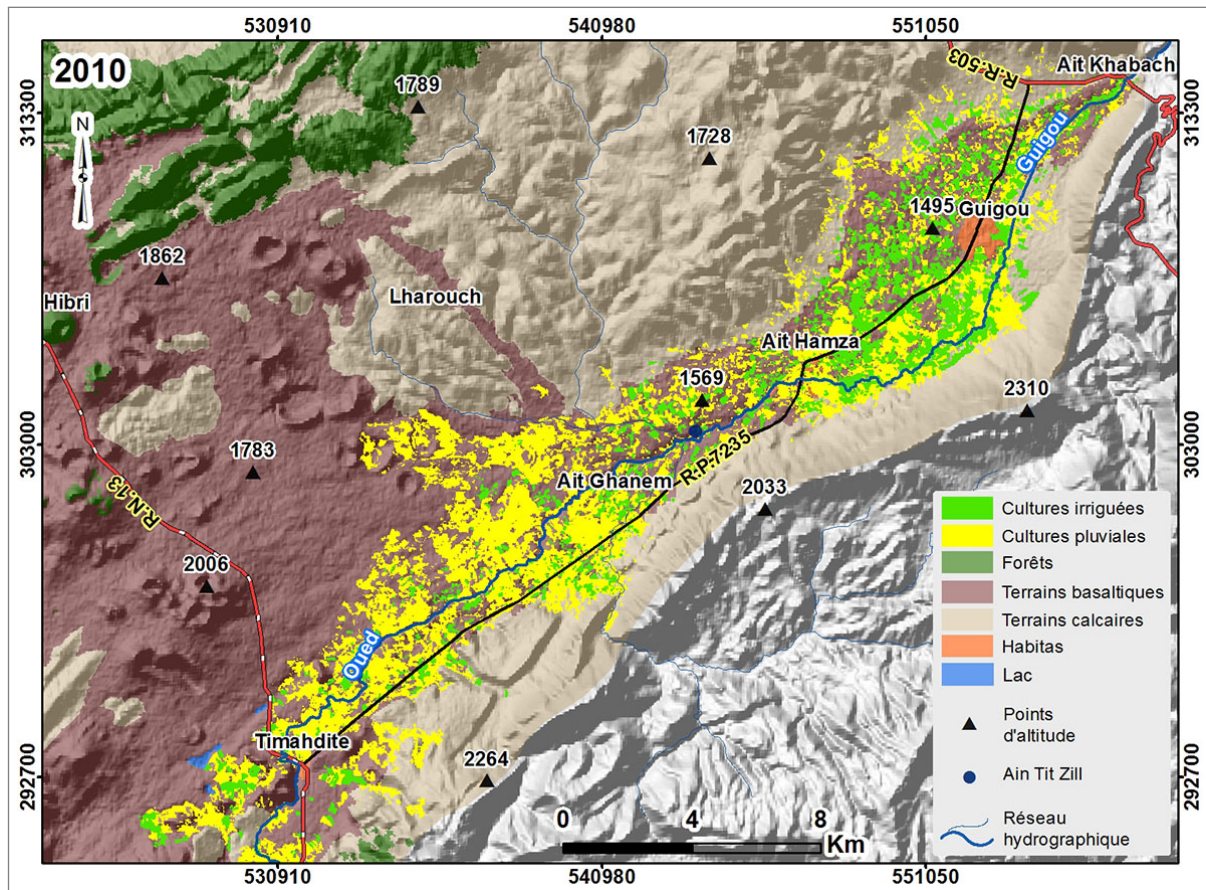 530910
540980
551050
2010
N
1789
1728
R.R.503
Ait Khabach
313300
313300
Guigou
1495
Guigou
1862
Hibri
Lharouch
Ait Hamza
1569
2310
303000
303000
1783
R.N.13
Ait Ghanem
R.P.7235
2033
2006
Oued
Timahdite
2264
292700
292700
Cultures irriguées
Cultures pluviales
Forêts
Terrains basaltiques
Terrains calcaires
Habitas
Lac
Points
d'altitude
Ain Tit Zill
Réseau
hydrographique
0 4 8
Km
530910
540980
551050